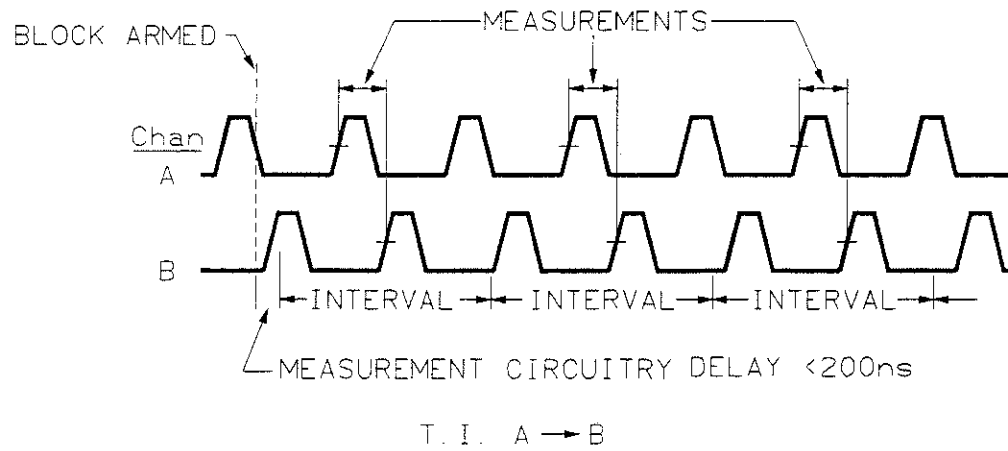 MEASUREMENTS
BLOCK ARMED
Chan
A
B
INTERVAL INTERVAL INTERVAL
MEASUREMENT CIRCUITRY DELAY <200ns
T. I. A → B